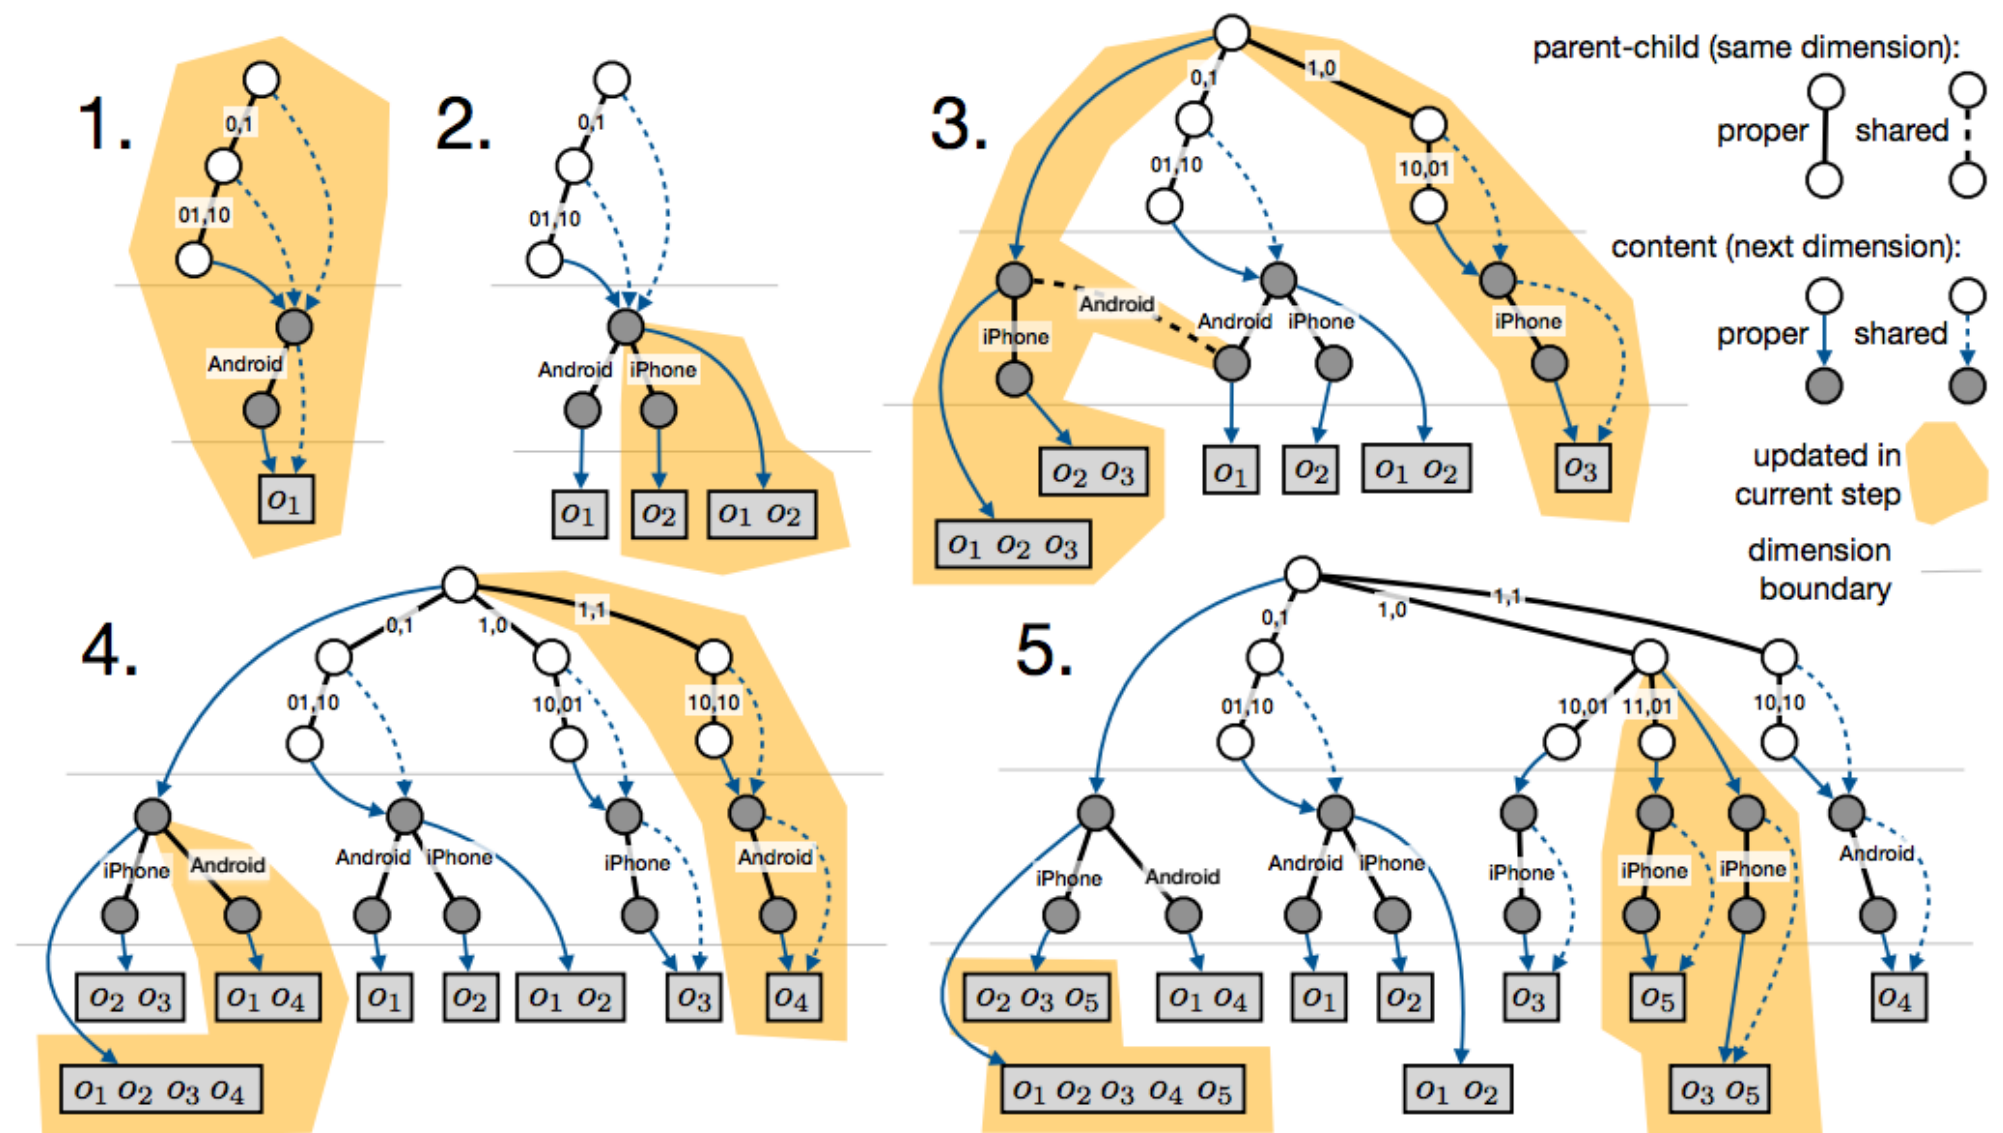 1.
0,1
01,10
Android
o1
2.
0,1
01,10
Android iPhone
o1 o2 o1 o2
3.
0,1 1,0
01,10 10,01
Android
iPhone Android iPhone iPhone
o2 o3 o1 o2 o1 o2 o3
o1 o2 o3
parent-child (same dimension):
proper shared
content (next dimension):
proper shared
updated in
current step
dimension
boundary
4.
0,1 1,0 1,1
01,10 10,01 10,10
iPhone Android Android iPhone iPhone Android
o2 o3 o1 o4 o1 o2 o1 o2 o3 o4
o1 o2 o3 o4
5.
0,1 1,0 1,1
01,10 10,01 11,01 10,10
iPhone Android Android iPhone iPhone iPhone iPhone Android
o2 o3 o5 o1 o4 o1 o2 o3 o5 o4
o1 o2 o3 o4 o5 o1 o2 o3 o5